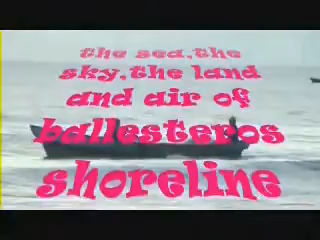 the sea,the
sky,the land
and air of
ballesteros
shoreline